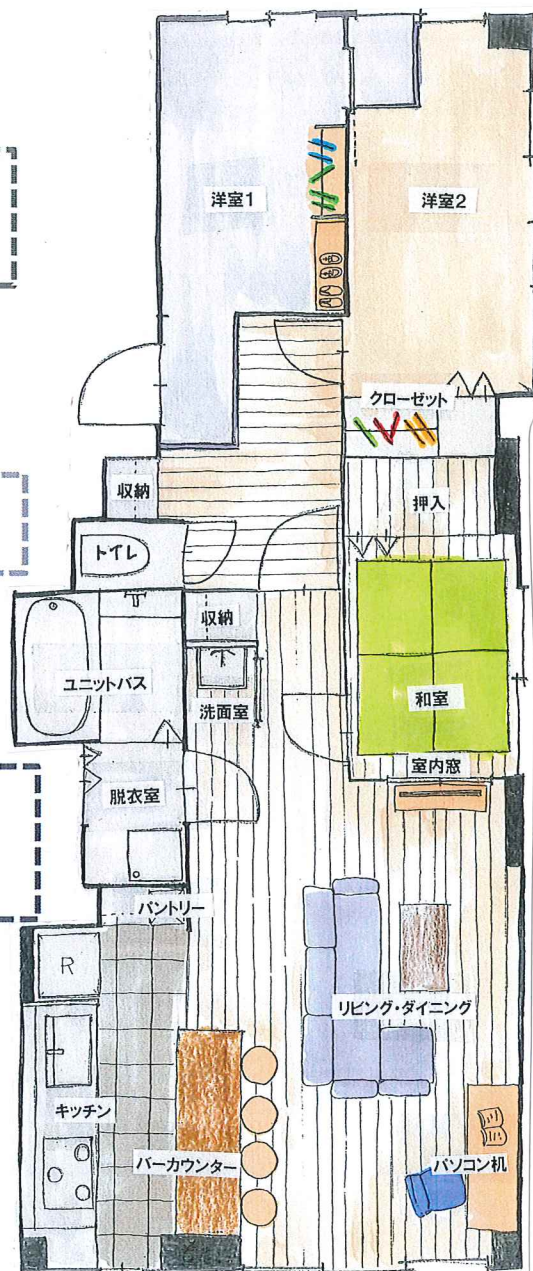 洋室1
洋室2
クローゼット
収納
押入
トイレ
収納
ユニットバス
洗面室
和室
室内窓
脱衣室
パントリー
R
リビング・ダイニング
キッチン
バーカウンター
パソコン机